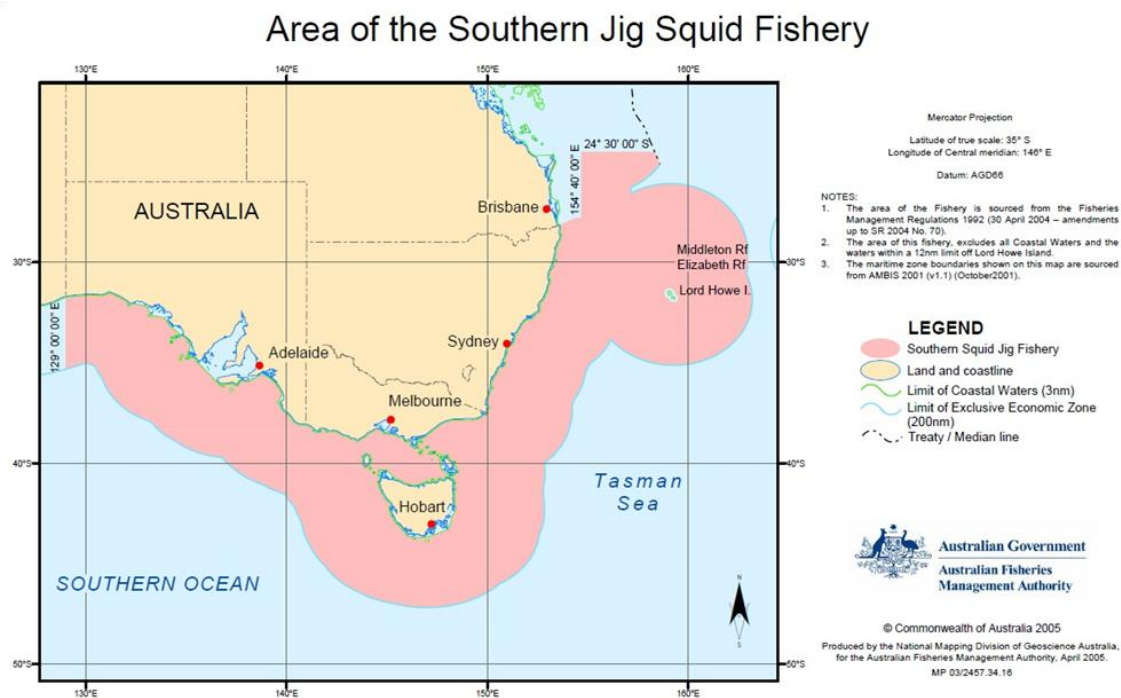 Area of the Southern Jig Squid Fishery
130°E 140°E 150°E 160°E
24° 30' 00" S
154° 40' 00" E
Brisbane
AUSTRALIA
Middleton Rf
Elizabeth Rf
30°S 30°S
Lord Howe I.
129° 00' 00" E
Sydney
Adelaide
Melbourne
40°S 40°S
Tasman
Sea
Hobart
SOUTHERN OCEAN
N
S
50°S 50°S
130°E 140°E 150°E 160°E
Mercator Projection
Latitude of true scale: 35° S
Longitude of Central meridian: 146° E
Datum: AGD66
NOTES:
1. The area of the Fishery is sourced from the Fisheries
Management Regulations 1992 (30 April 2004 – amendments
up to SR 2004 No. 70).
2. The area of this fishery, excludes all Coastal Waters and the
waters within a 12nm limit off Lord Howe Island.
3. The maritime zone boundaries shown on this map are sourced
from AMBIS 2001 (v1.1) (October2001).
LEGEND
Southern Squid Jig Fishery
Land and coastline
Limit of Coastal Waters (3nm)
Limit of Exclusive Economic Zone
(200nm)
Treaty / Median line
Australian Government
Australian Fisheries
Management Authority
© Commonwealth of Australia 2005
Produced by the National Mapping Division of Geoscience Australia,
for the Australian Fisheries Management Authority, April 2005.
MP 03/2457.34.16